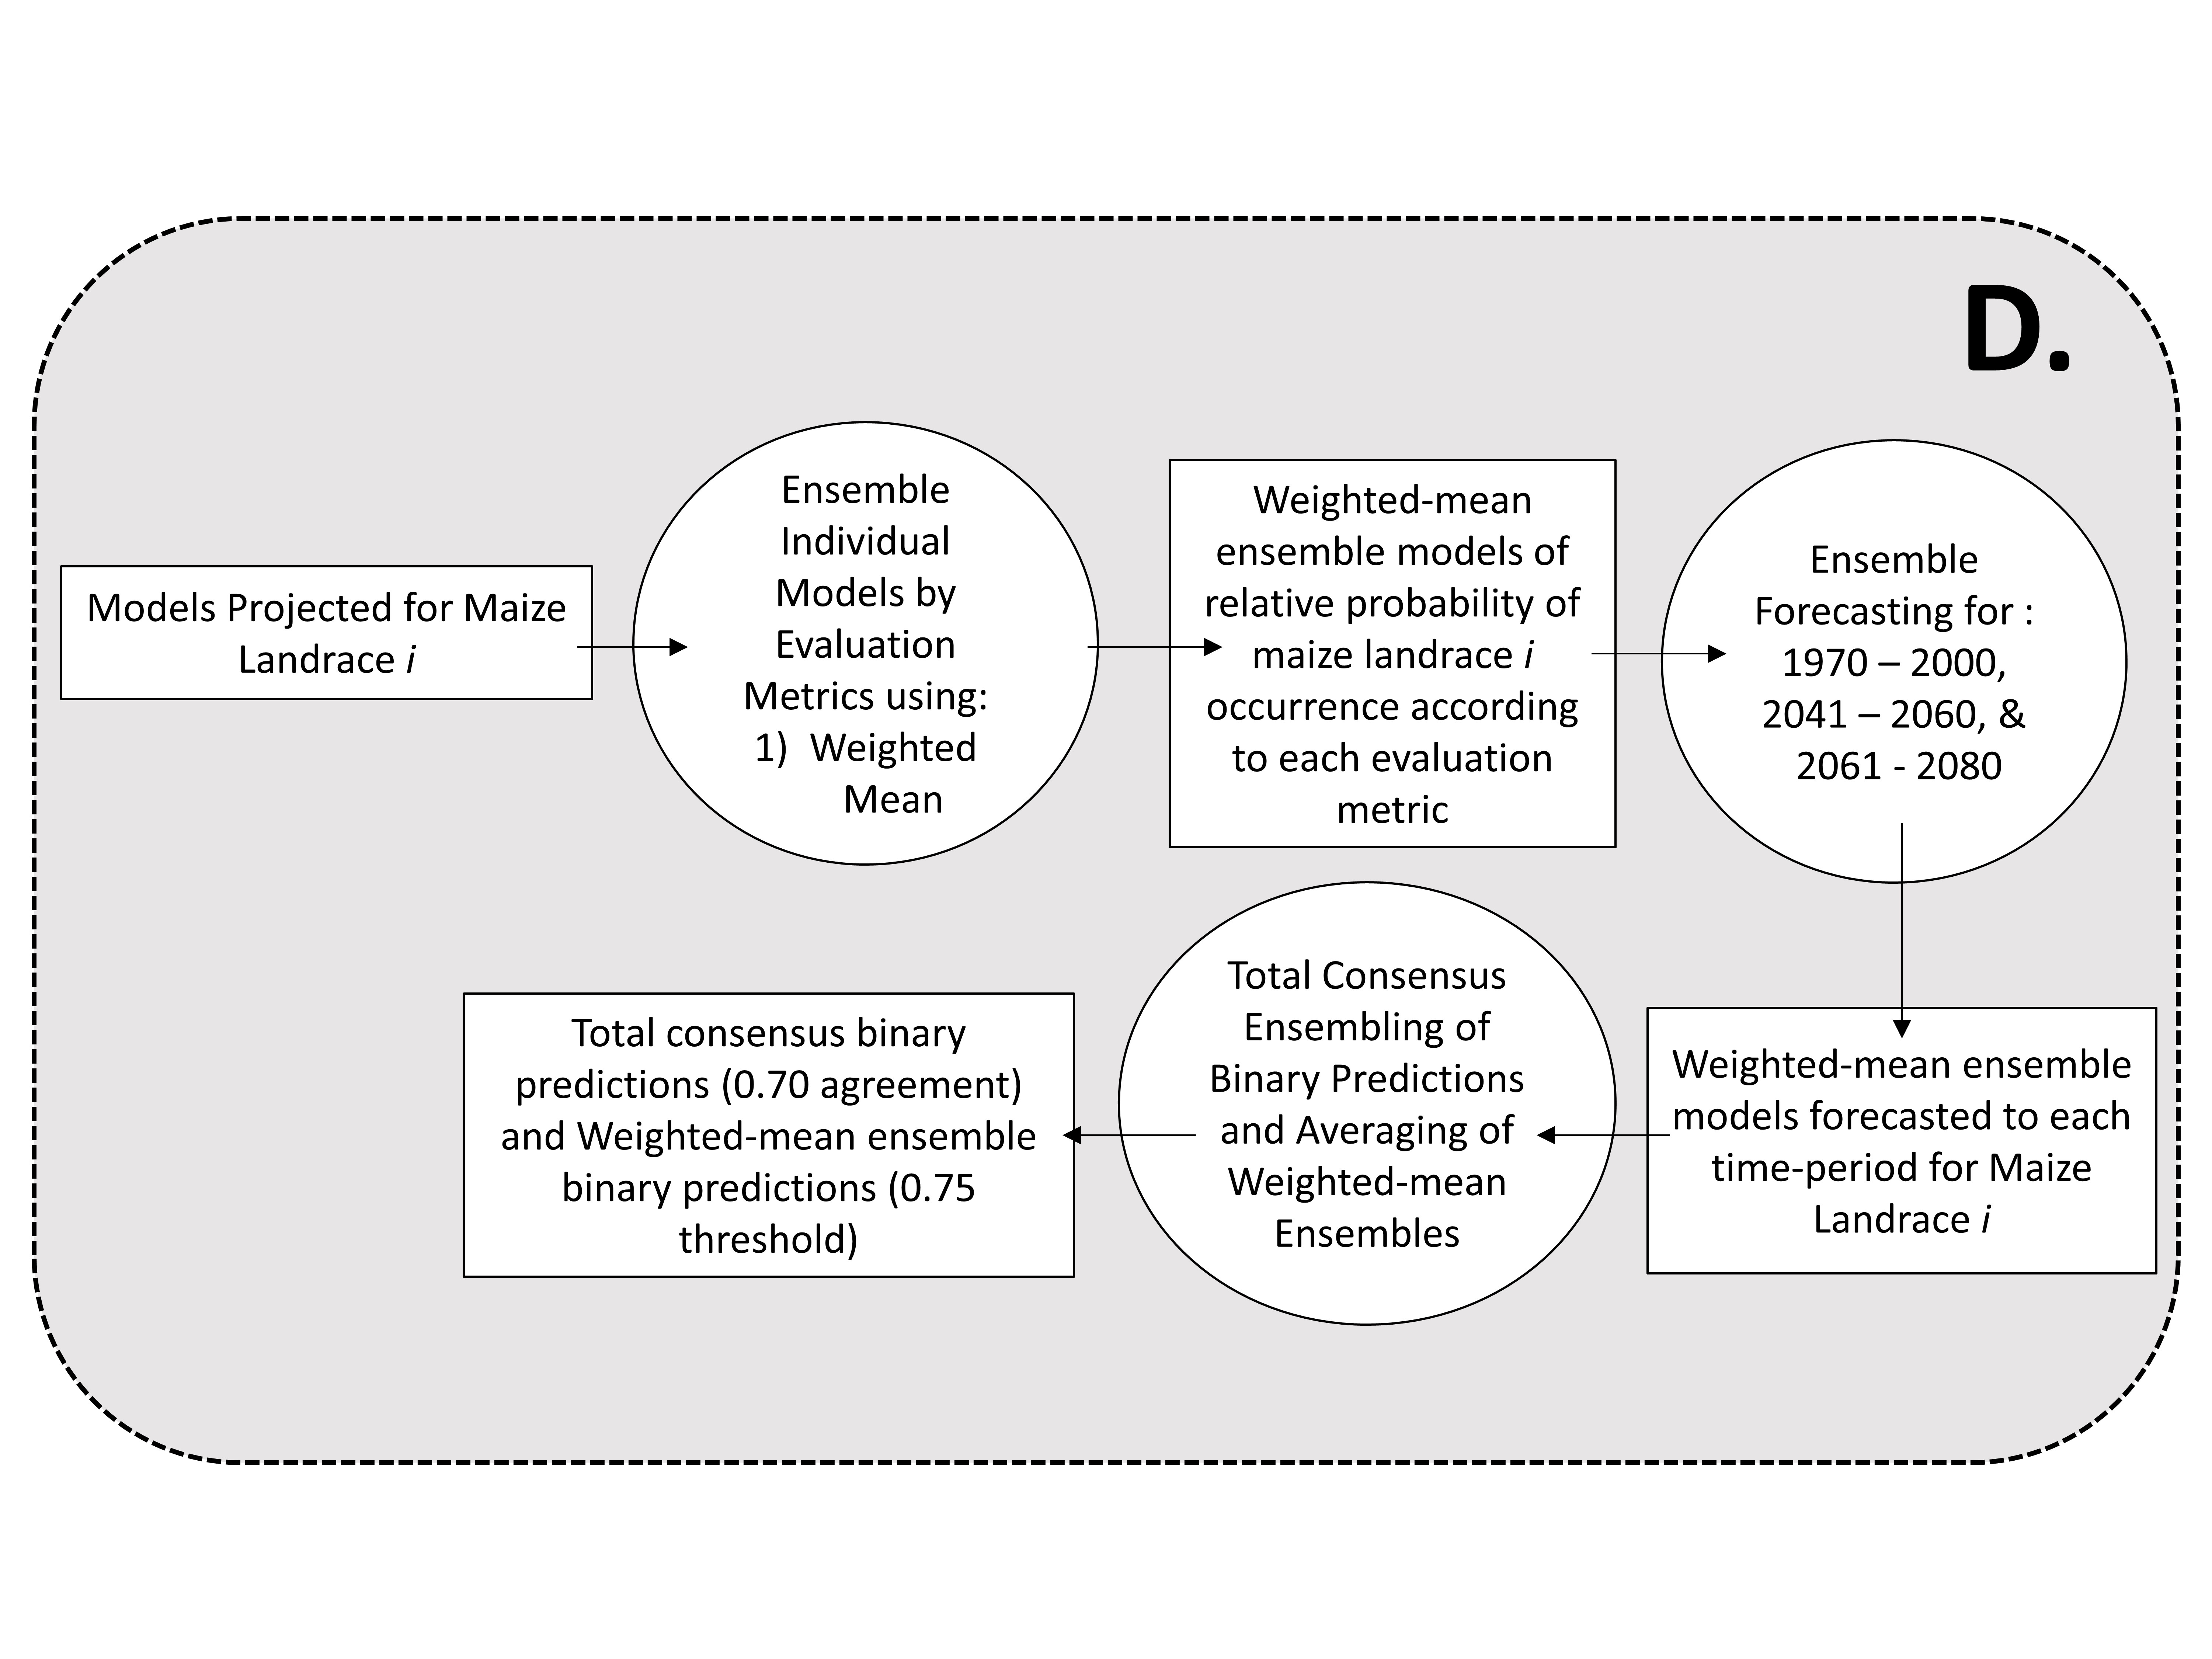 D.
Models Projected for Maize
Landrace i
Ensemble
Individual
Models by
Evaluation
Metrics using:
1) Weighted
Mean
Weighted-mean
ensemble models of
relative probability of
maize landrace i
occurrence according
to each evaluation
metric
Ensemble
Forecasting for :
1970 – 2000,
2041 – 2060, &
2061 - 2080
Weighted-mean ensemble
models forecasted to each
time-period for Maize
Landrace i
Total Consensus
Ensembling of
Binary Predictions
and Averaging of
Weighted-mean
Ensembles
Total consensus binary
predictions (0.70 agreement)
and Weighted-mean ensemble
binary predictions (0.75
threshold)